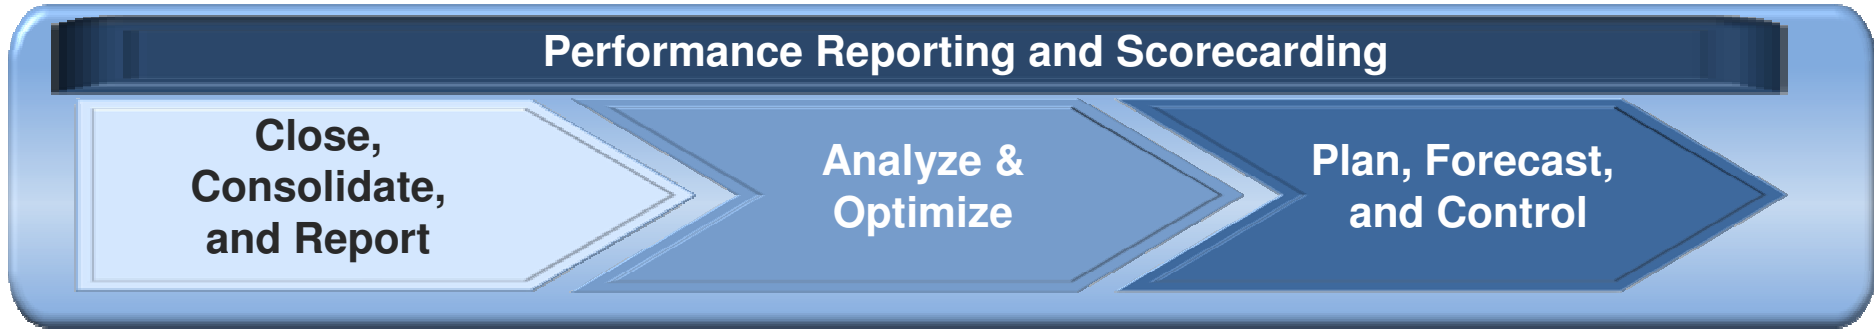 Performance Reporting and Scorecarding
Close,
Consolidate,
and Report
Analyze &
Optimize
Plan, Forecast,
and Control